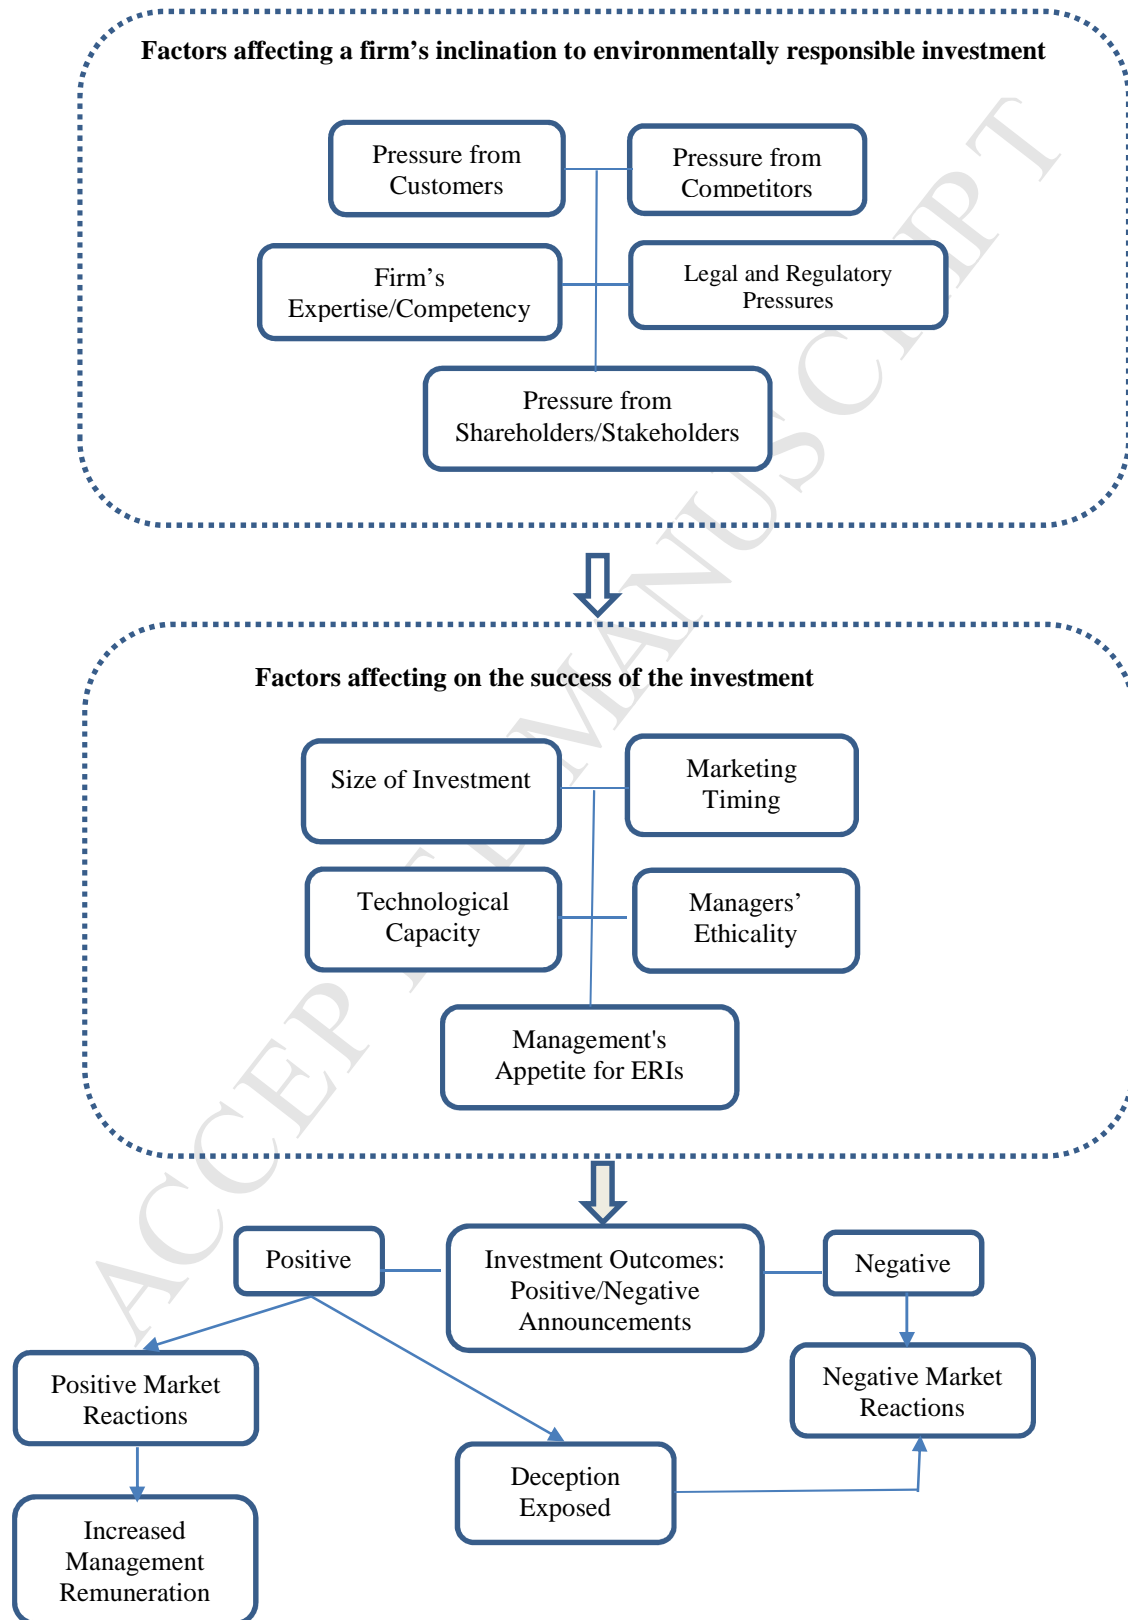 Factors affecting a firm’s inclination to environmentally responsible investment
Pressure from
Customers
Pressure from
Competitors
Firm’s
Expertise/Competency
Legal and Regulatory
Pressures
Pressure from
Shareholders/Stakeholders
Factors affecting on the success of the investment
Size of Investment
Marketing
Timing
Technological
Capacity
Managers’
Ethicality
Management's
Appetite for ERIs
Positive
Investment Outcomes:
Positive/Negative
Announcements
Negative
Positive Market
Reactions
Negative Market
Reactions
Deception
Exposed
Increased
Management
Remuneration
ACCEPTED MANUSCRIPT